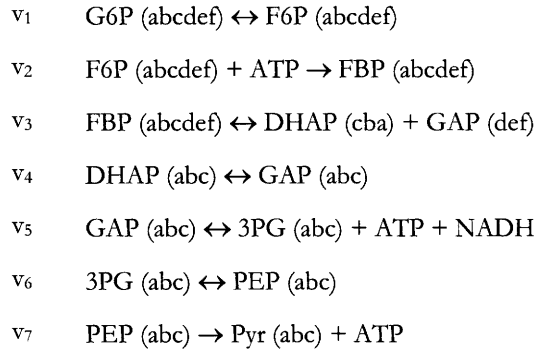 v1 G6P (abcdef) ↔ F6P (abcdef)
v2 F6P (abcdef) + ATP → FBP (abcdef)
v3 FBP (abcdef) ↔ DHAP (cba) + GAP (def)
v4 DHAP (abc) ↔ GAP (abc)
v5 GAP (abc) ↔ 3PG (abc) + ATP + NADH
v6 3PG (abc) ↔ PEP (abc)
v7 PEP (abc) → Pyr (abc) + ATP